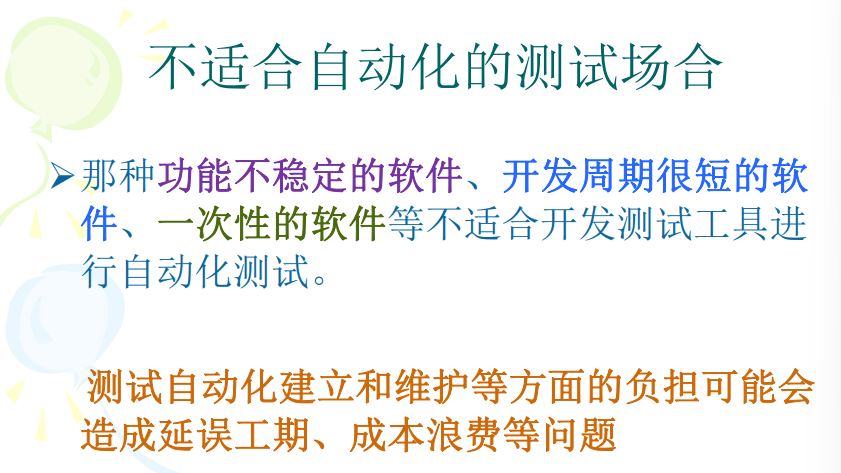 不适合自动化的测试场合
那种功能不稳定的软件、开发周期很短的软
件、一次性的软件等不适合开发测试工具进
行自动化测试。
测试自动化建立和维护等方面的负担可能会
造成延误工期、成本浪费等问题